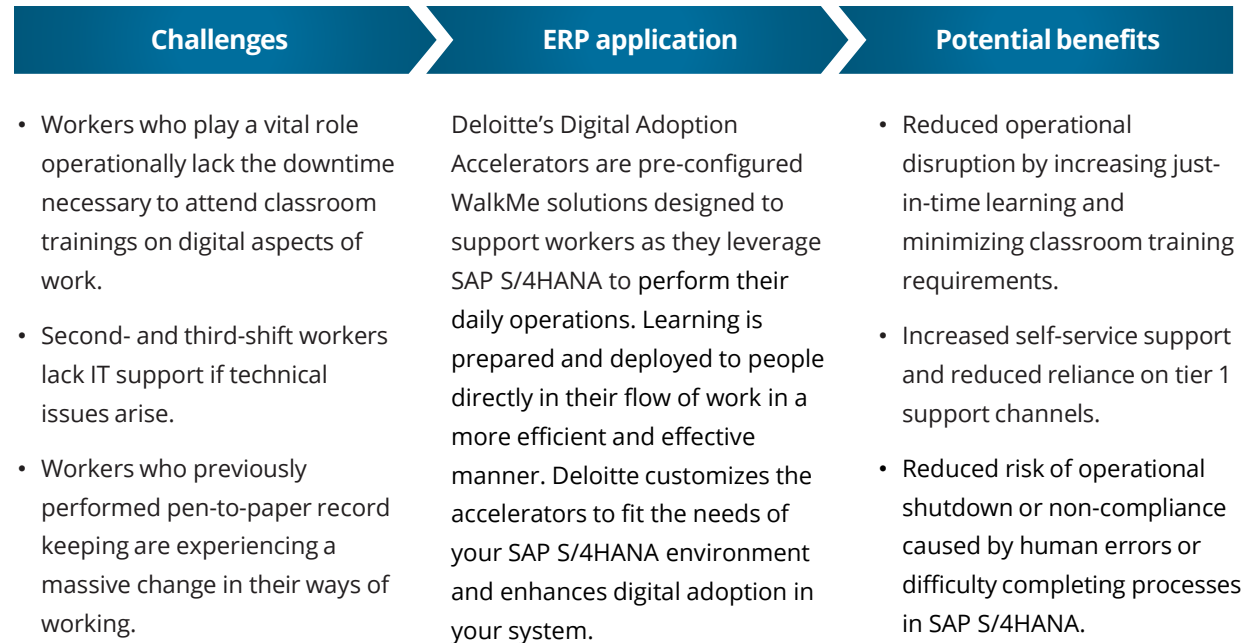 Challenges
ERP application
Potential benefits
• Workers who play a vital role
operationally lack the downtime
necessary to attend classroom
trainings on digital aspects of
work.
• Second- and third-shift workers
lack IT support if technical
issues arise.
• Workers who previously
performed pen-to-paper record
keeping are experiencing a
massive change in their ways of
working.
Deloitte’s Digital Adoption
Accelerators are pre-configured
WalkMe solutions designed to
support workers as they leverage
SAP S/4HANA to perform their
daily operations. Learning is
prepared and deployed to people
directly in their flow of work in a
more efficient and effective
manner. Deloitte customizes the
accelerators to fit the needs of
your SAP S/4HANA environment
and enhances digital adoption in
your system.
• Reduced operational
disruption by increasing just-
in-time learning and
minimizing classroom training
requirements.
• Increased self-service support
and reduced reliance on tier 1
support channels.
• Reduced risk of operational
shutdown or non-compliance
caused by human errors or
difficulty completing processes
in SAP S/4HANA.